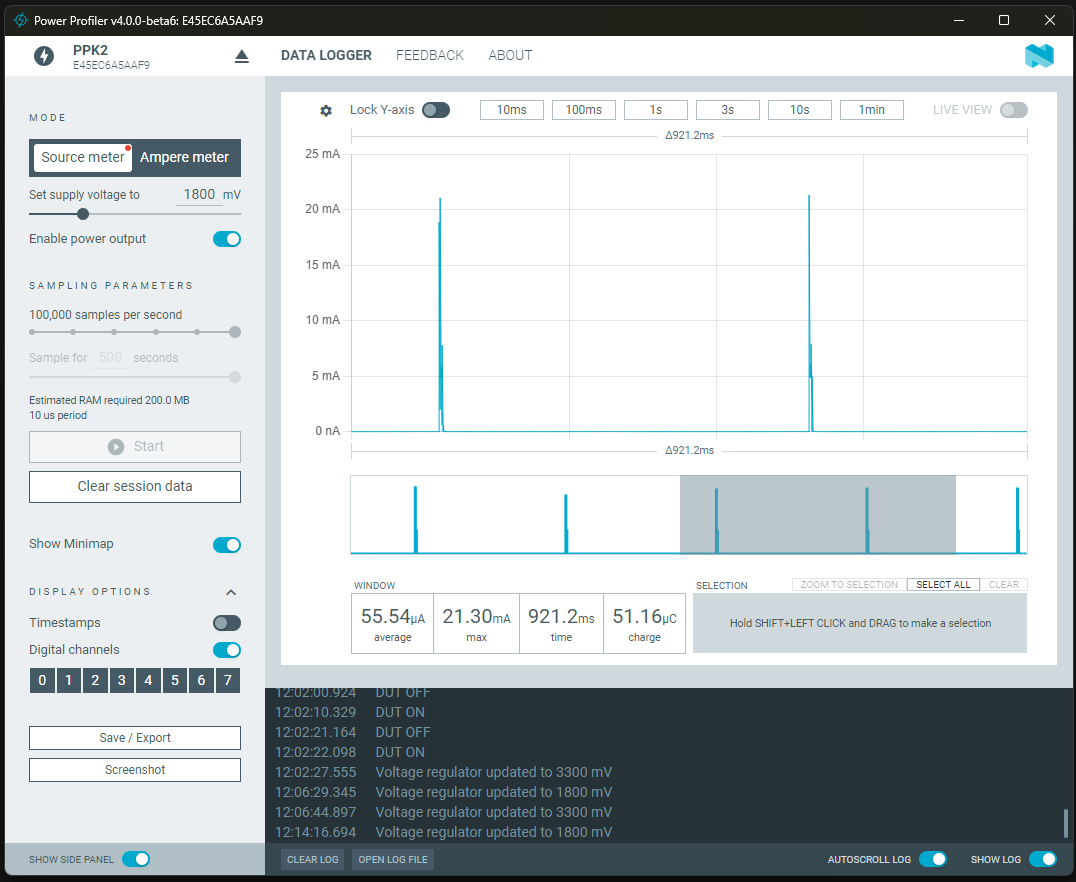 Power Profiler v4.0.0-beta6: E45EC6A5AAF9
PPK2
E45EC6A5AAF9
DATA LOGGER FEEDBACK ABOUT
MODE
Source meter Ampere meter
Set supply voltage to 1800 mV
Enable power output
SAMPLING PARAMETERS
100,000 samples per second
Sample for 500 seconds
Estimated RAM required 200.0 MB
10 us period
Start
Clear session data
Show Minimap
DISPLAY OPTIONS
Timestamps
Digital channels
0 1 2 3 4 5 6 7
Save / Export
Screenshot
SHOW SIDE PANEL
Lock Y-axis 10ms 100ms 1s 3s 10s 1min LIVE VIEW
Δ921.2ms
25 mA
20 mA
15 mA
10 mA
5 mA
0 nA
Δ921.2ms
WINDOW
55.54μA average
21.30mA max
921.2ms time
51.16μC charge
SELECTION ZOOM TO SELECTION SELECT ALL CLEAR
Hold SHIFT+LEFT CLICK and DRAG to make a selection
12:02:00.924 DUT OFF
12:02:10.329 DUT ON
12:02:21.164 DUT OFF
12:02:22.098 DUT ON
12:02:27.555 Voltage regulator updated to 3300 mV
12:06:29.345 Voltage regulator updated to 1800 mV
12:06:44.897 Voltage regulator updated to 3300 mV
12:14:16.694 Voltage regulator updated to 1800 mV
CLEAR LOG OPEN LOG FILE AUTOSCROLL LOG SHOW LOG